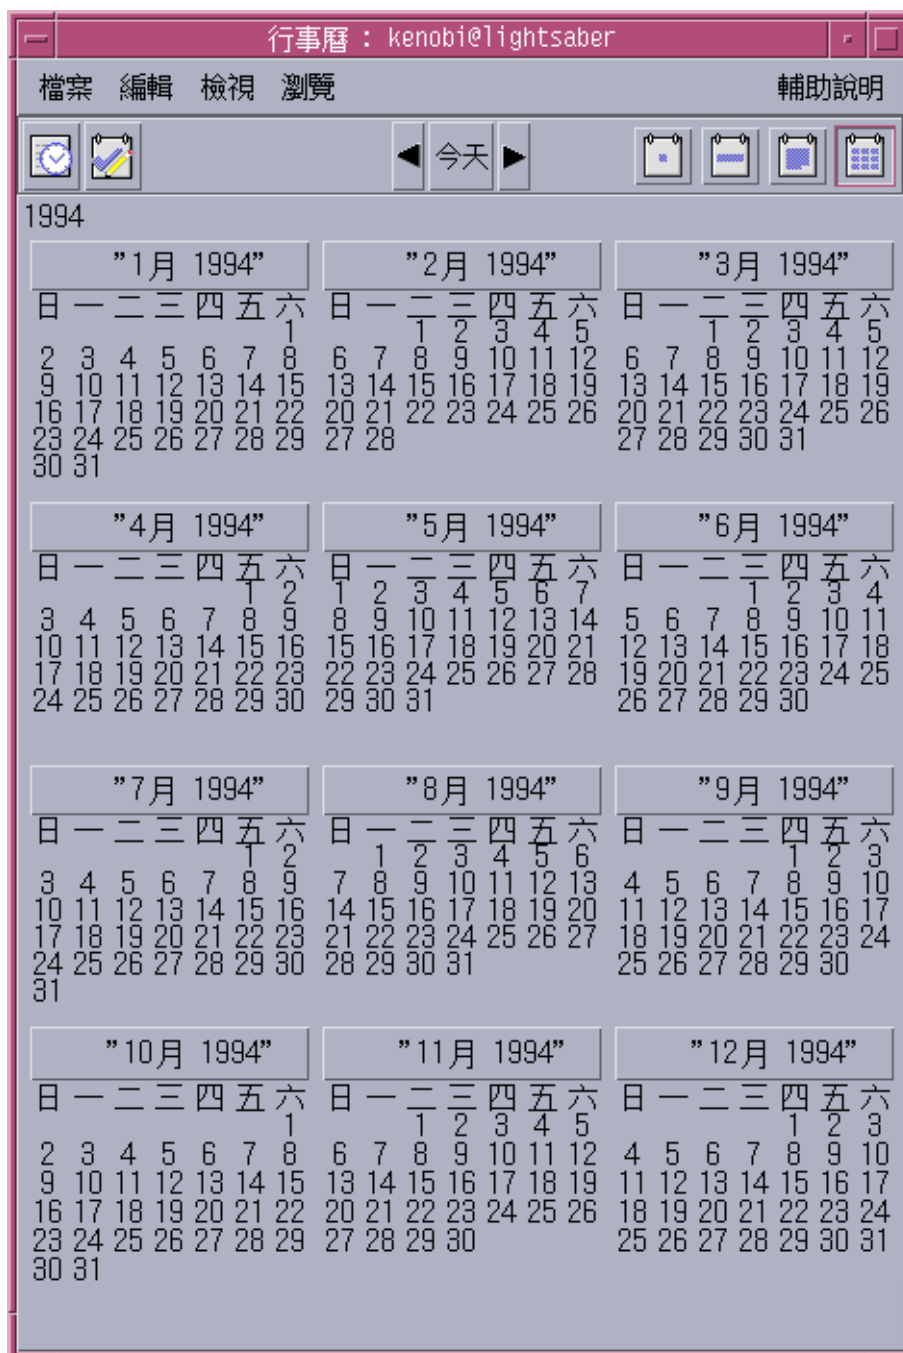 行事曆 : kenobi@lightsaber
檔案 編輯 檢視 瀏覽 輔助說明
今天
1994
"1月 1994" "2月 1994" "3月 1994"
日 一 二 三 四 五 六 日 一 二 三 四 五 六 日 一 二 三 四 五 六
1 1 2 3 4 5 1 2 3 4 5
2 3 4 5 6 7 8 6 7 8 9 10 11 12 6 7 8 9 10 11 12
9 10 11 12 13 14 15 13 14 15 16 17 18 19 13 14 15 16 17 18 19
16 17 18 19 20 21 22 20 21 22 23 24 25 26 20 21 22 23 24 25 26
23 24 25 26 27 28 29 27 28 27 28 29 30 31
30 31
"4月 1994" "5月 1994" "6月 1994"
日 一 二 三 四 五 六 日 一 二 三 四 五 六 日 一 二 三 四 五 六
1 2 1 2 3 4 5 6 7 1 2 3 4
3 4 5 6 7 8 9 8 9 10 11 12 13 14 5 6 7 8 9 10 11
10 11 12 13 14 15 16 15 16 17 18 19 20 21 12 13 14 15 16 17 18
17 18 19 20 21 22 23 22 23 24 25 26 27 28 19 20 21 22 23 24 25
24 25 26 27 28 29 30 29 30 31 26 27 28 29 30
"7月 1994" "8月 1994" "9月 1994"
日 一 二 三 四 五 六 日 一 二 三 四 五 六 日 一 二 三 四 五 六
1 2 1 2 3 4 5 6 1 2 3
3 4 5 6 7 8 9 7 8 9 10 11 12 13 4 5 6 7 8 9 10
10 11 12 13 14 15 16 14 15 16 17 18 19 20 11 12 13 14 15 16 17
17 18 19 20 21 22 23 21 22 23 24 25 26 27 18 19 20 21 22 23 24
24 25 26 27 28 29 30 28 29 30 31 25 26 27 28 29 30
31
"10月 1994" "11月 1994" "12月 1994"
日 一 二 三 四 五 六 日 一 二 三 四 五 六 日 一 二 三 四 五 六
1 1 2 3 4 5 1 2 3
2 3 4 5 6 7 8 6 7 8 9 10 11 12 4 5 6 7 8 9 10
9 10 11 12 13 14 15 13 14 15 16 17 18 19 11 12 13 14 15 16 17
16 17 18 19 20 21 22 20 21 22 23 24 25 26 18 19 20 21 22 23 24
23 24 25 26 27 28 29 27 28 29 30 25 26 27 28 29 30 31
30 31